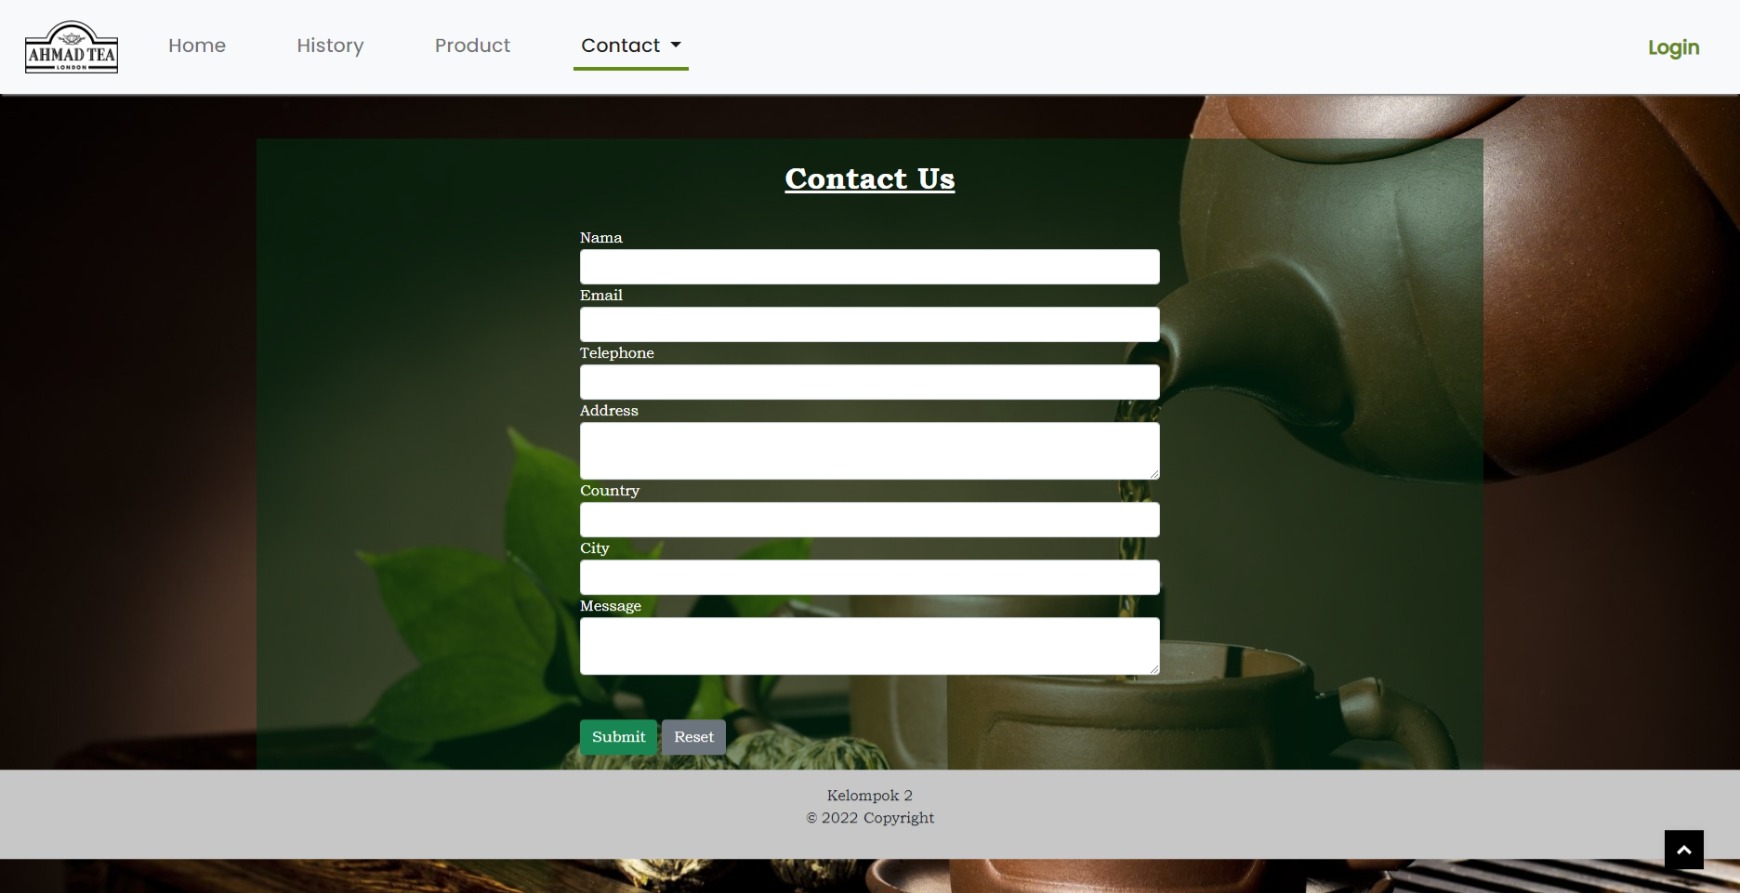 AHMAD TEA
LONDON
Home
History
Product
Contact
Login
Contact Us
Nama
Email
Telephone
Address
Country
City
Message
Submit
Reset
Kelompok 2
© 2022 Copyright